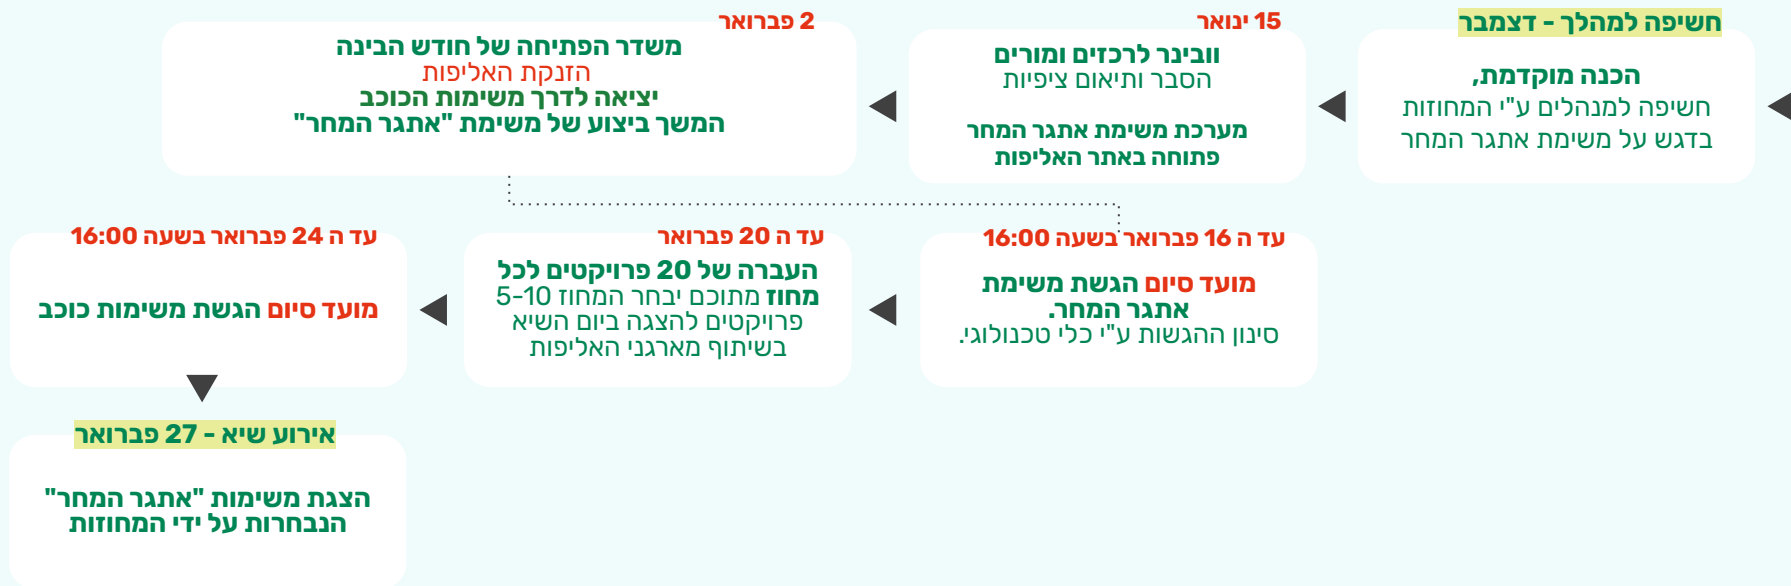 חשיפה למהלך - דצמבר
הכנה מוקדמת,
חשיפה למנהלים ע"י המחוזות
בדגש על משימת אתגר המחר
15 ינואר
וובינר לרכזים ומורים
הסבר ותיאום ציפיות
מערכת משימת אתגר המחר
פתוחה באתר האליפות
2 פברואר
משדר הפתיחה של חודש הבינה
הזנקת האליפות
יציאה לדרך משימות הכוכב
המשך ביצוע של משימת "אתגר המחר"
עד ה 16 פברואר בשעה 16:00
מועד סיום הגשת משימת
אתגר המחר.
סינון ההגשות ע"י כלי טכנולוגי.
עד ה 20 פברואר
העברה של 20 פרויקטים לכל
מחוז מתוכם יבחר המחוז 5-10
פרויקטים להצגה ביום השיא
בשיתוף מארגני האליפות
עד ה 24 פברואר בשעה 16:00
מועד סיום הגשת משימות כוכב
אירוע שיא - 27 פברואר
הצגת משימות "אתגר המחר"
הנבחרות על ידי המחוזות